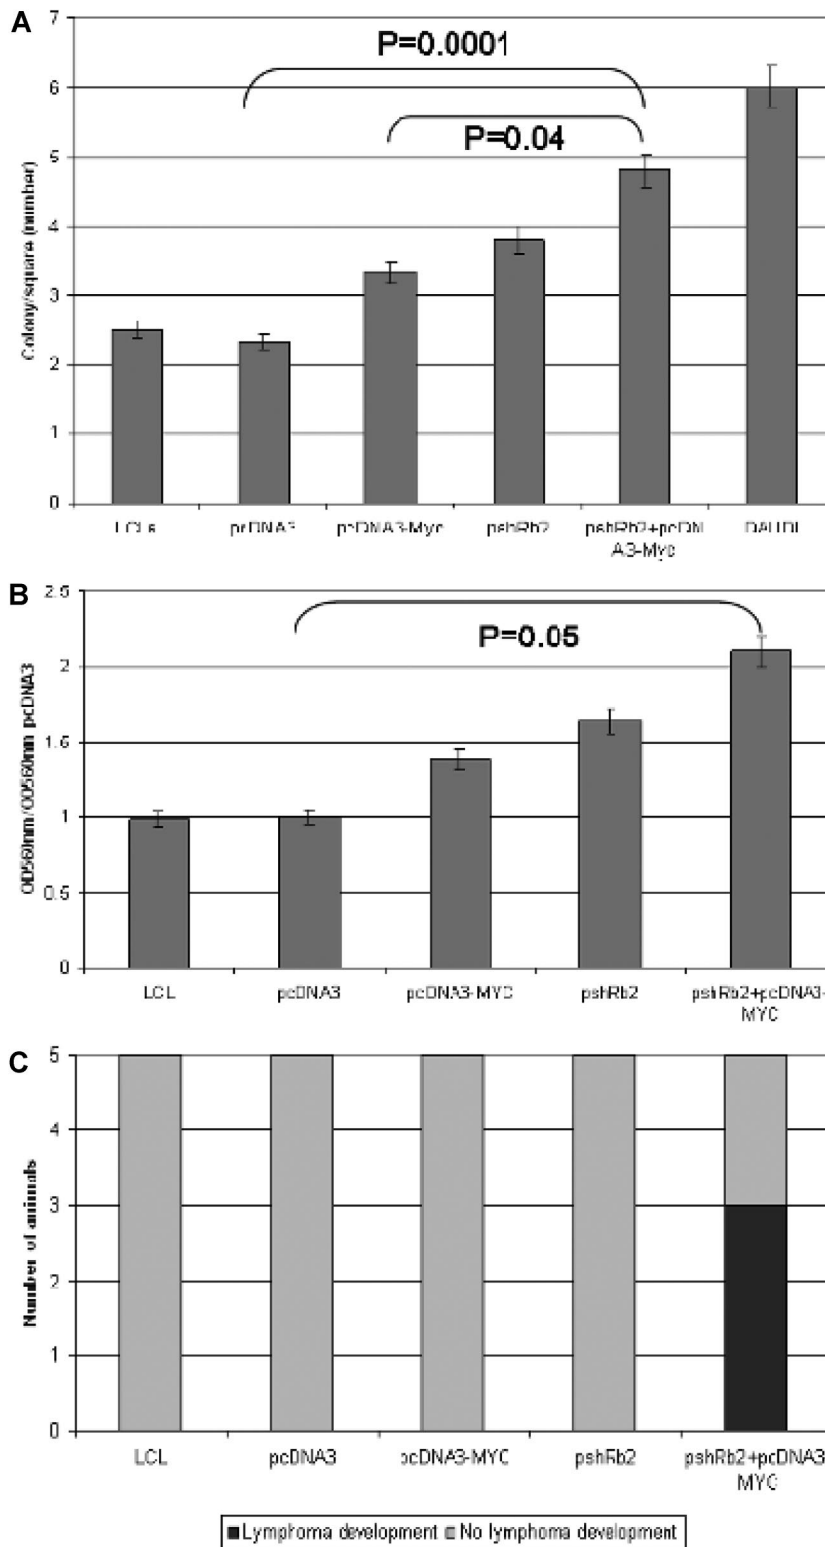 A
7
P=0.0001
6
P=0.04
5
4
3
2
1
0
Colony/square (number)
LCLs
pcDNA3
pcDNA3-Myc
pshRb2
pshRb2+pcDN
A3-Myc
DAUDI
B
2.5
P=0.05
2
1.5
1
0.5
0
OD560nm/OD560nm pcDNA3
LCL
pcDNA3
pcDNA3-MYC
pshRb2
pshRb2+pcDNA3-
MYC
C
5
4
3
2
1
0
Number of animals
LCL
pcDNA3
pcDNA3-MYC
pshRb2
pshRb2+pcDNA3
MYC
Lymphoma development
No lymphoma development